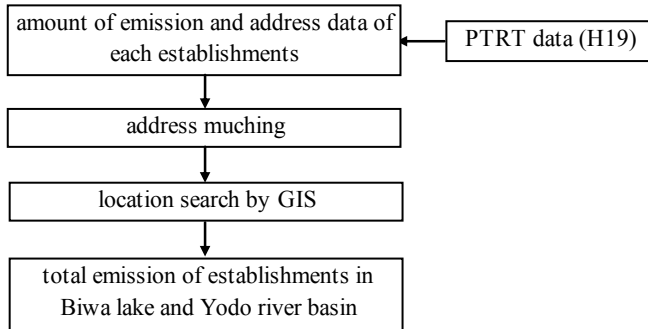 amount of emission and address data of
each establishments
PTRT data (H19)
address muching
location search by GIS
total emission of establishments in
Biwa lake and Yodo river basin